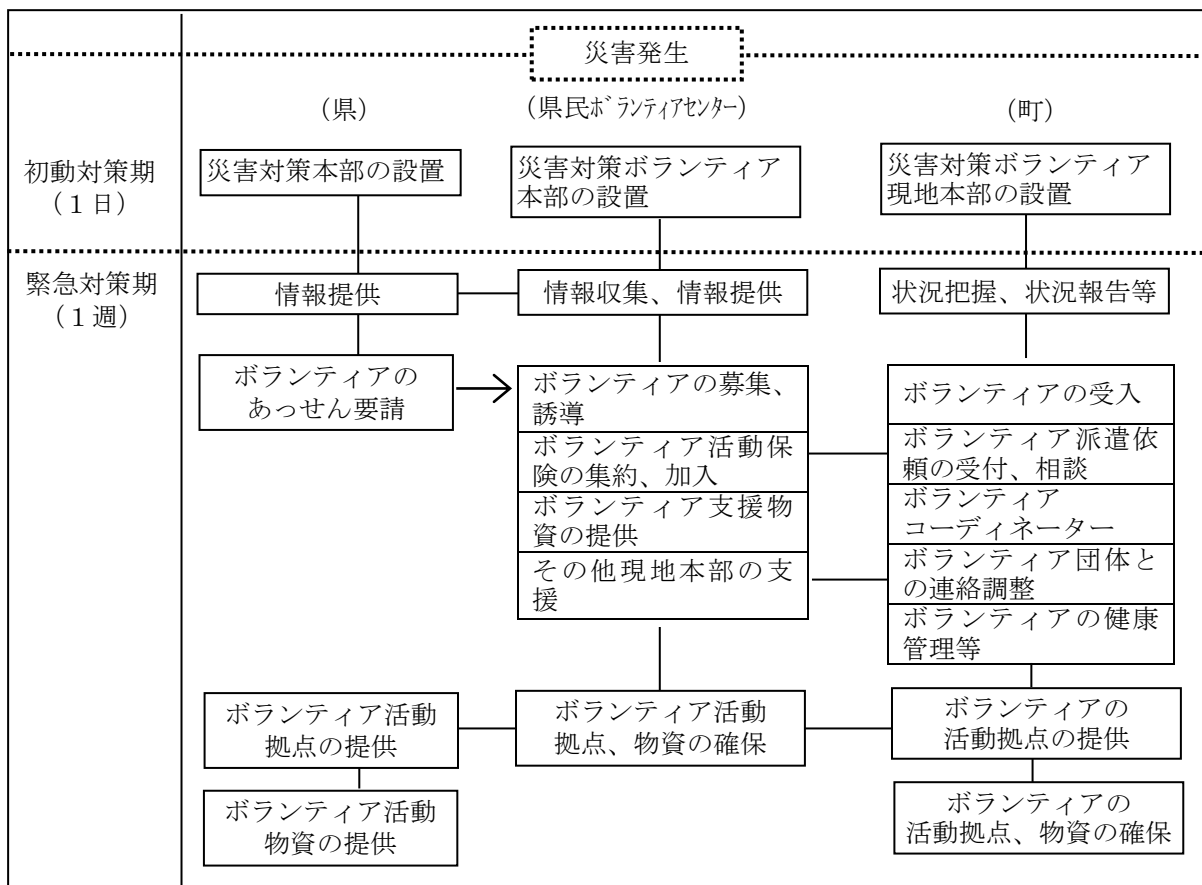 災害発生
(県)
(県民ボランティアセンター)
(町)
初動対策期
(1日)
災害対策本部の設置
災害対策ボランティア
本部の設置
災害対策ボランティア
現地本部の設置
緊急対策期
(1週)
情報提供
情報収集、情報提供
状況把握、状況報告等
ボランティアの
あっせん要請
ボランティアの募集、
誘導
ボランティア活動保
険の集約、加入
ボランティア支援物
資の提供
その他現地本部の支
援
ボランティアの受入
ボランティア派遣依
頼の受付、相談
ボランティア
コーディネーター
ボランティア団体と
の連絡調整
ボランティアの健康
管理等
ボランティア活動
拠点の提供
ボランティア活動
拠点、物資の確保
ボランティアの
活動拠点の提供
ボランティア活動
物資の提供
ボランティアの
活動拠点、物資の確保